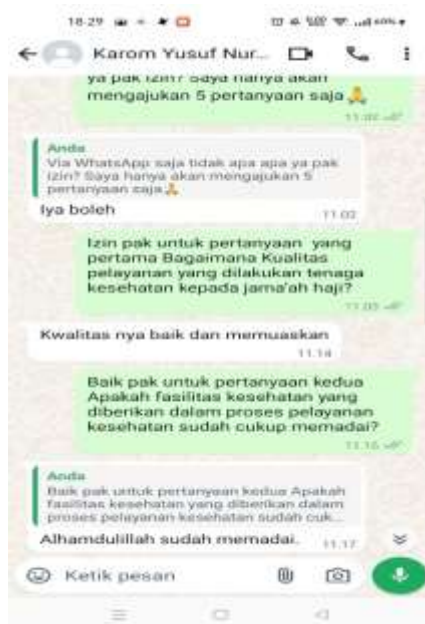 18.29
Karom Yusuf Nur...
ya pak izin? Saya hanya akan
mengajukan 5 pertanyaan saja 🙏
11.02
Anda
Via WhatsApp saja tidak apa apa ya pak
izin? Saya hanya akan mengajukan 5
pertanyaan saja 🙏
Iya boleh
11.02
Izin pak untuk pertanyaan yang
pertama Bagaimana Kualitas
pelayanan yang dilakukan tenaga
kesehatan kepada jama'ah haji?
11.03
Kwalitas nya baik dan memuaskan
11.14
Baik pak untuk pertanyaan kedua
Apakah fasilitas kesehatan yang
diberikan dalam proses pelayanan
kesehatan sudah cukup memadai?
11.16
Anda
Baik pak untuk pertanyaan kedua Apakah
fasilitas kesehatan yang diberikan dalam
proses pelayanan kesehatan sudah cuk...
Alhamdulillah sudah memadai.
11.17
Ketik pesan